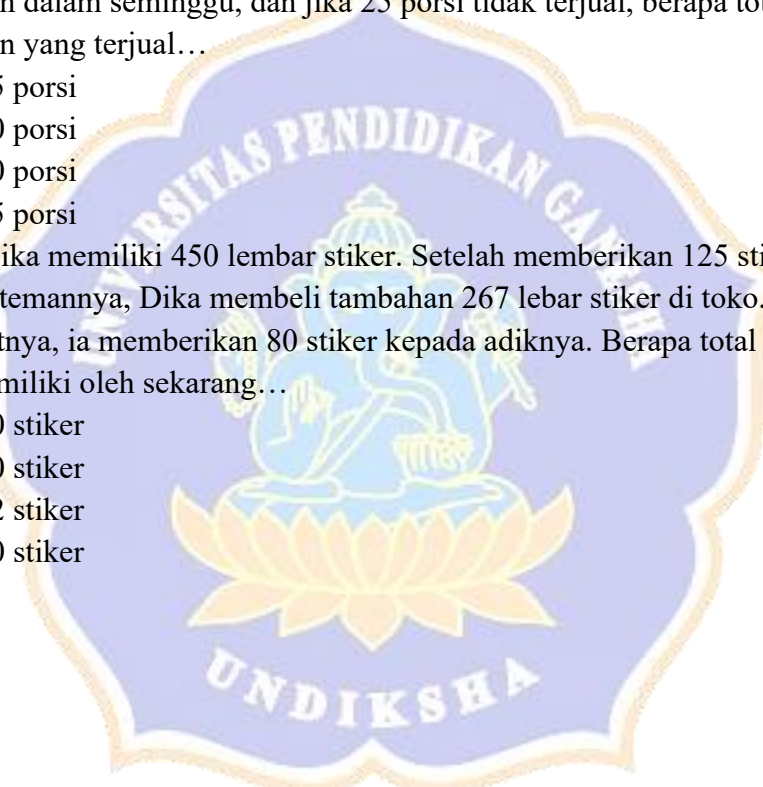 dalam seminggu, dan jika 25 porsi tidak terjual, berapa
n yang terjual…
5 porsi
0 porsi
0 porsi
5 porsi
ika memiliki 450 lembar stiker. Setelah memberikan 125 sti
temannya, Dika membeli tambahan 267 lebar stiker di toko.
tnya, ia memberikan 80 stiker kepada adiknya. Berapa total
miliki oleh sekarang…
0 stiker
0 stiker
2 stiker
0 stiker
UNIVERSITAS PENDIDIKAN GANESHA
UNDIKSHA